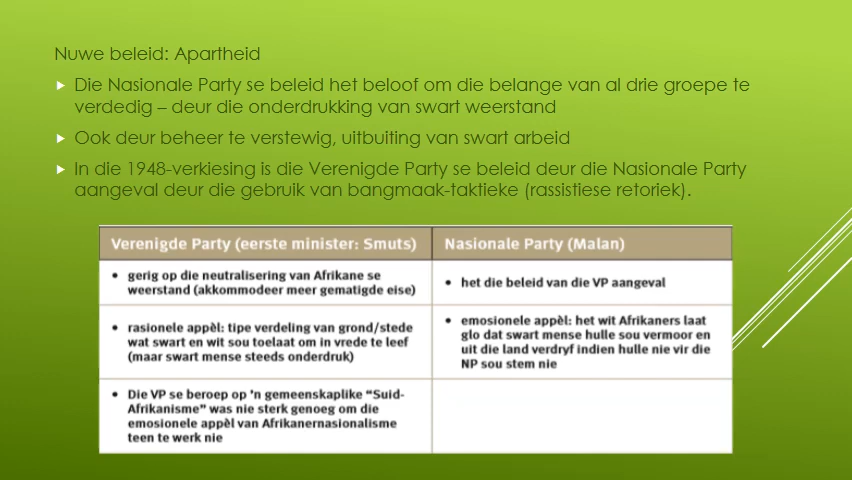 Nuwe beleid: Apartheid
Die Nasionale Party se beleid het beloof om die belange van al drie groepe te
verdedig – deur die onderdrukking van swart weerstand
Ook deur beheer te verstewig, uitbuiting van swart arbeid
In die 1948-verkiesing is die Verenigde Party se beleid deur die Nasionale Party
aangeval deur die gebruik van bangmaak-taktieke (rassistiese retoriek).
Verenigde Party (eerste minister: Smuts)
Nasionale Party (Malan)
• gerig op die neutralisering van Afrikane se
weerstand (akkommodeer meer gematigde eise)
• het die beleid van die VP aangeval
• rasionele appèl: tipe verdeling van grond/stede
wat swart en wit sou toelaat om in vrede te leef
(maar swart mense steeds onderdruk)
• emosionele appèl: het wit Afrikaners laat
glo dat swart mense hulle sou vermoor en
uit die land verdryf indien hulle nie vir die
NP sou stem nie
• Die VP se beroep op 'n gemeenskaplike “Suid-
Afrikanisme” was nie sterk genoeg om die
emosionele appèl van Afrikanernasionalisme
teen te werk nie